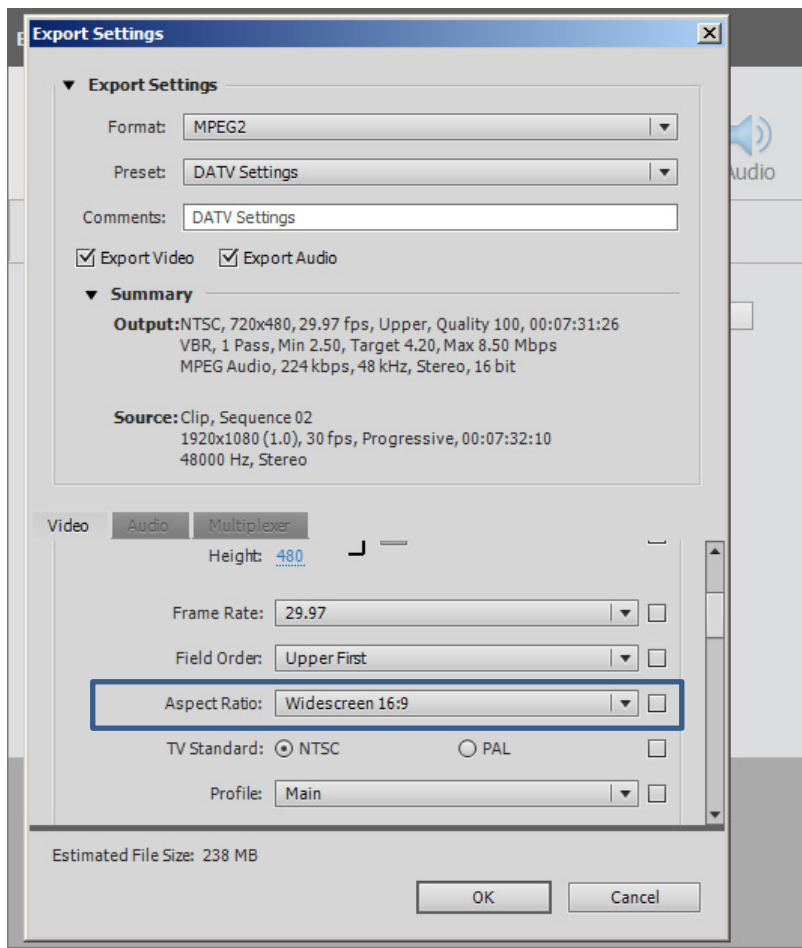 Export Settings
Export Settings
Format: MPEG2
Preset: DATV Settings
Comments: DATV Settings
Export Video Export Audio
Audio
Summary
Output: NTSC, 720x480, 29.97 fps, Upper, Quality 100, 00:07:31:26
VBR, 1 Pass, Min 2.50, Target 4.20, Max 8.50 Mbps
MPEG Audio, 224 kbps, 48 kHz, Stereo, 16 bit
Source: Clip, Sequence 02
1920x1080 (1.0), 30 fps, Progressive, 00:07:32:10
48000 Hz, Stereo
Video Audio Multiplexer
Height: 480
Frame Rate: 29.97
Field Order: Upper First
Aspect Ratio: Widescreen 16:9
TV Standard: NTSC PAL
Profile: Main
Estimated File Size: 238 MB
OK Cancel